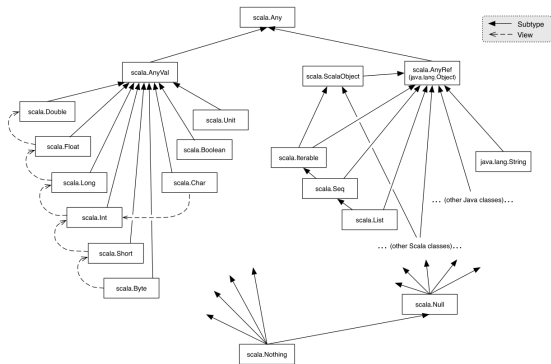 scala.Any
Subtype
View
scala.AnyVal
scala.ScalaObject
scala.AnyRef
(java.lang.Object)
scala.Double
scala.Unit
scala.Float
scala.Boolean
scala.Iterable
java.lang.String
scala.Long
scala.Char
scala.Seq
... (other Java classes)...
scala.Int
scala.List
scala.Short
... (other Scala classes)...
scala.Byte
scala.Null
scala.Nothing